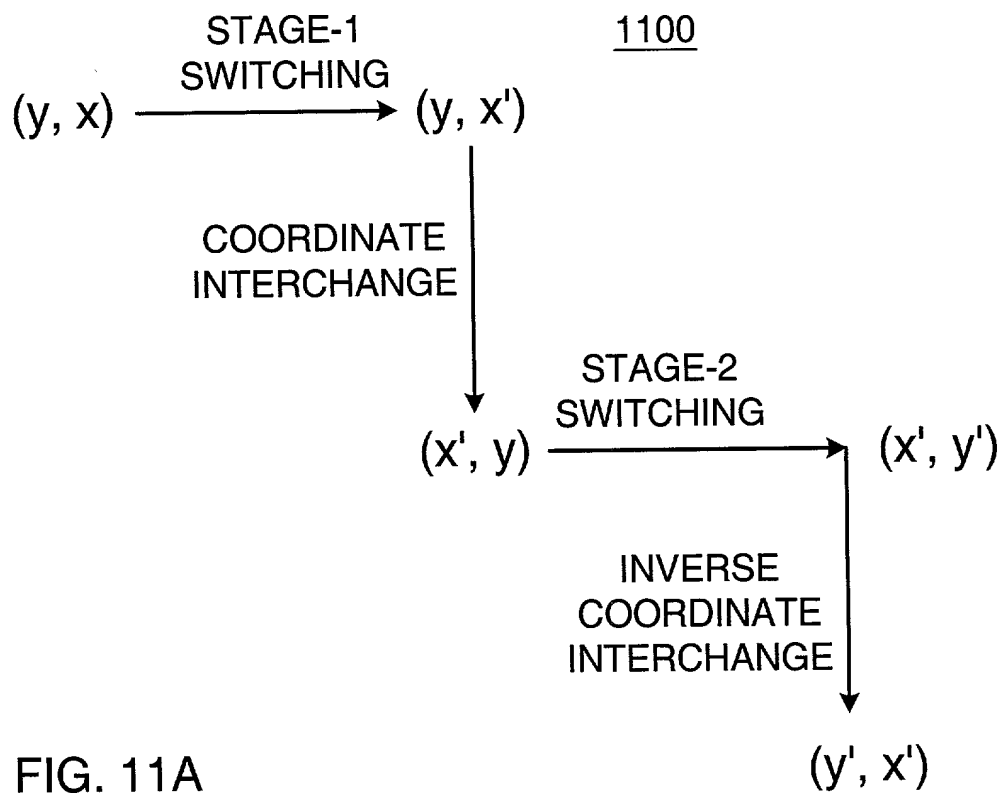 STAGE-1
SWITCHING
1100
(y, x)
(y, x')
COORDINATE
INTERCHANGE
STAGE-2
SWITCHING
(x', y)
(x', y')
INVERSE
COORDINATE
INTERCHANGE
(y', x')
FIG. 11A